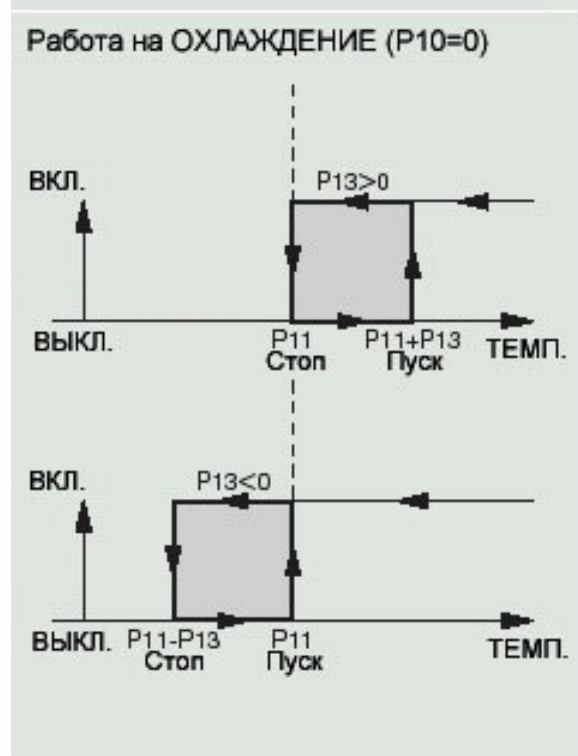 Работа на ОХЛАЖДЕНИЕ (P10=0)
ВКЛ.
P13>0
ВЫКЛ.
P11
Стоп
P11+P13
Пуск
ТЕМП.
ВКЛ.
P13<0
ВЫКЛ.
P11-P13
Стоп
P11
Пуск
ТЕМП.